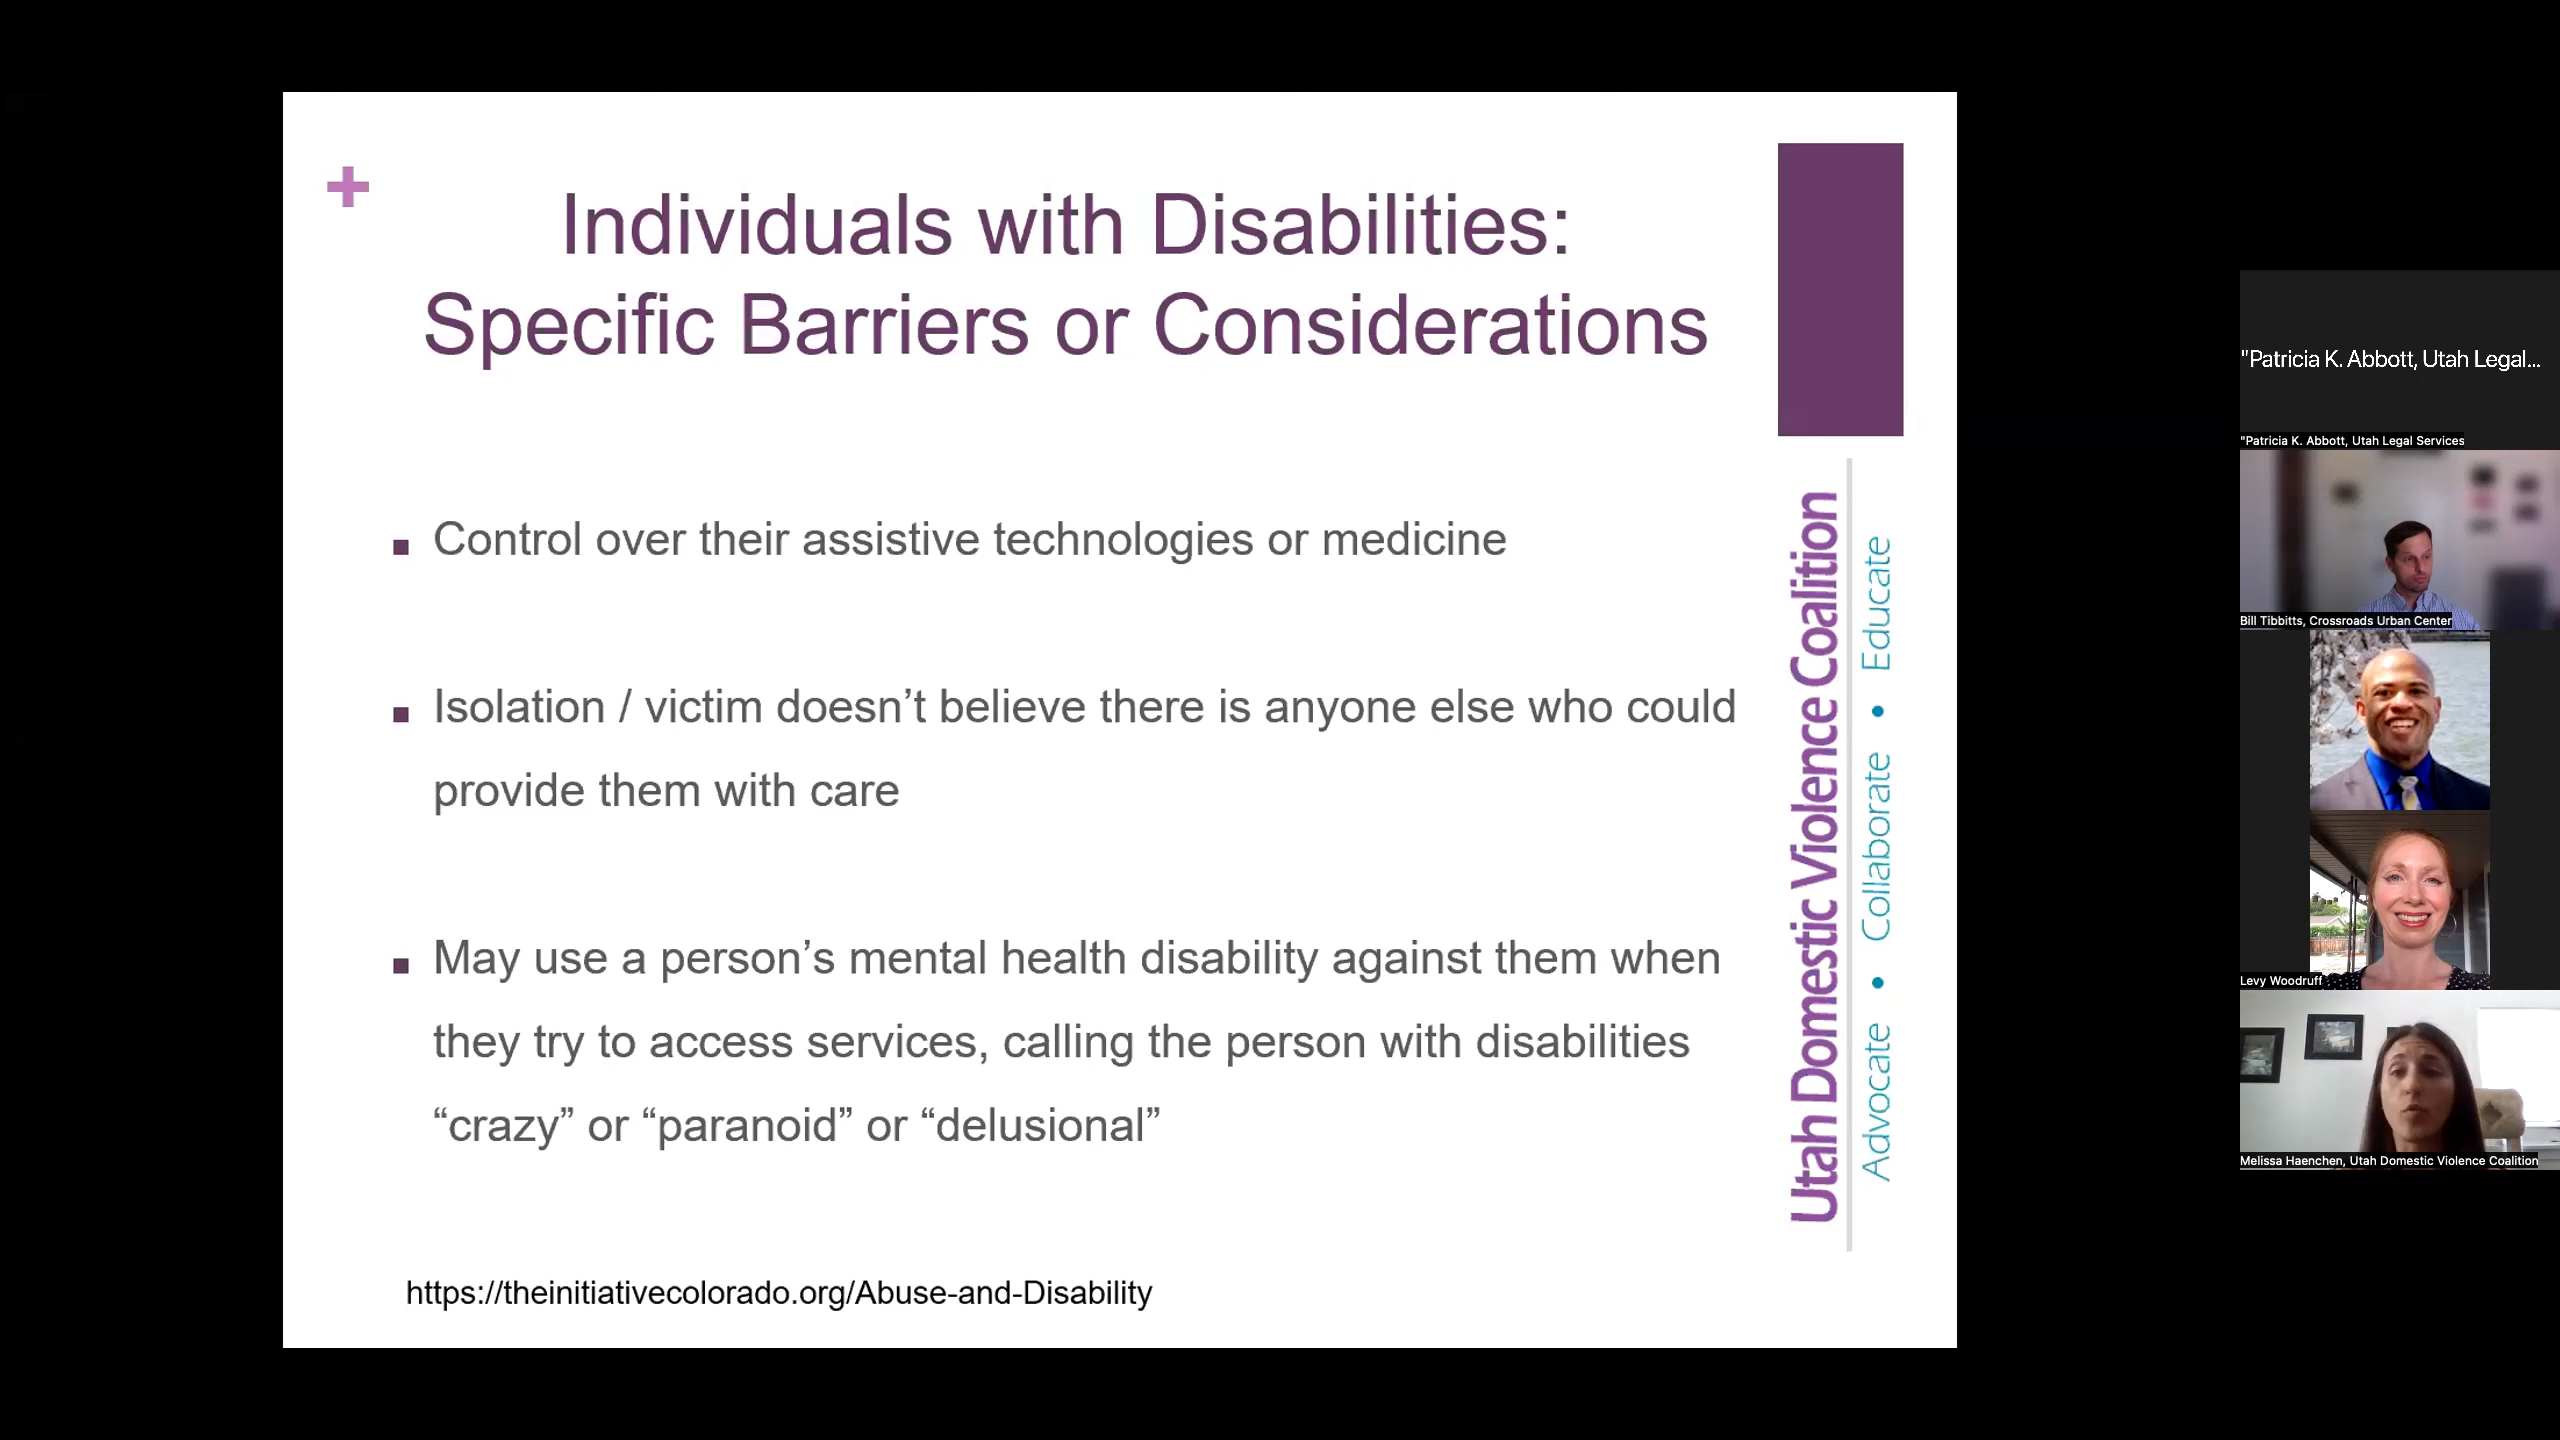 +
Individuals with Disabilities:
Specific Barriers or Considerations
Control over their assistive technologies or medicine
Isolation / victim doesn’t believe there is anyone else who could
provide them with care
May use a person’s mental health disability against them when
they try to access services, calling the person with disabilities
“crazy” or “paranoid” or “delusional”
https://theinitiativecolorado.org/Abuse-and-Disability
Utah Domestic Violence Coalition
Advocate • Collaborate • Educate
"Patricia K. Abbott, Utah Legal...
"Patricia K. Abbott, Utah Legal Services
Bill Tibbitts, Crossroads Urban Center
Levy Woodruff
Melissa Haenchen, Utah Domestic Violence Coalition